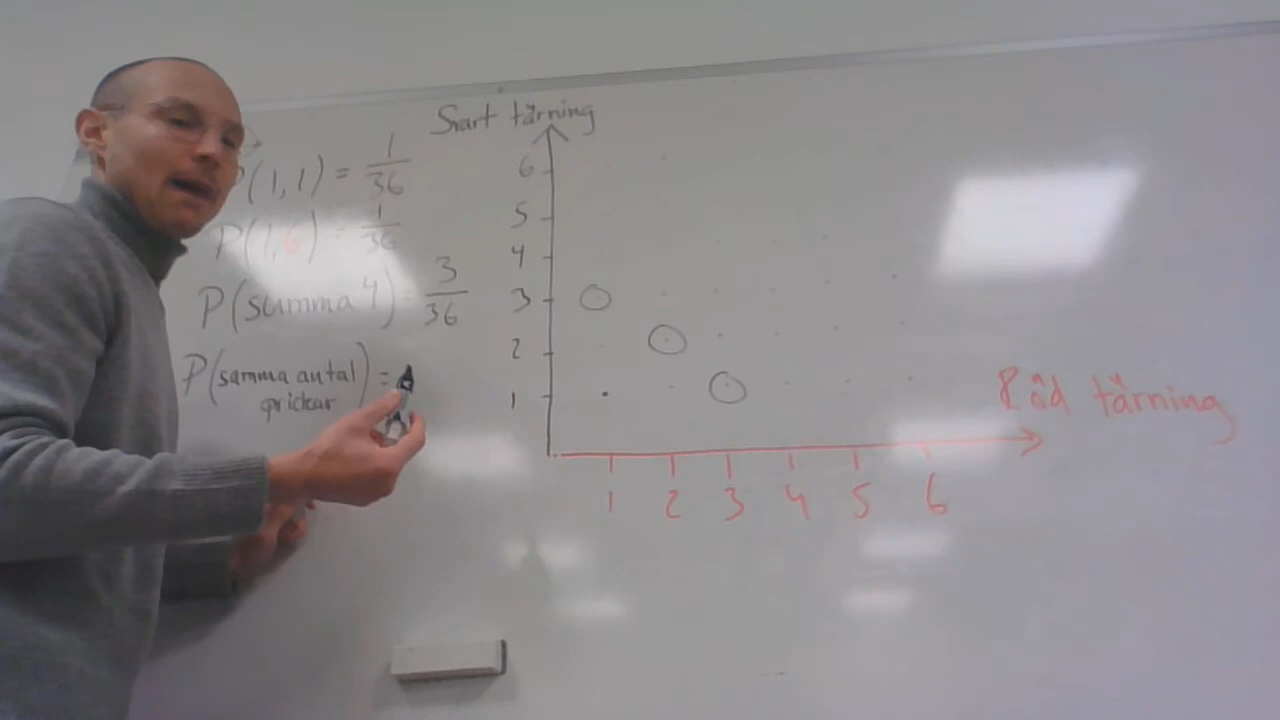 Svart tärning
P(1,1) = 1/36
P(1,6) = 1/36
P(summa 4) = 3/36
P(samma antal prickar) =
6
5
4
3
2
1
Röd tärning
1 2 3 4 5 6